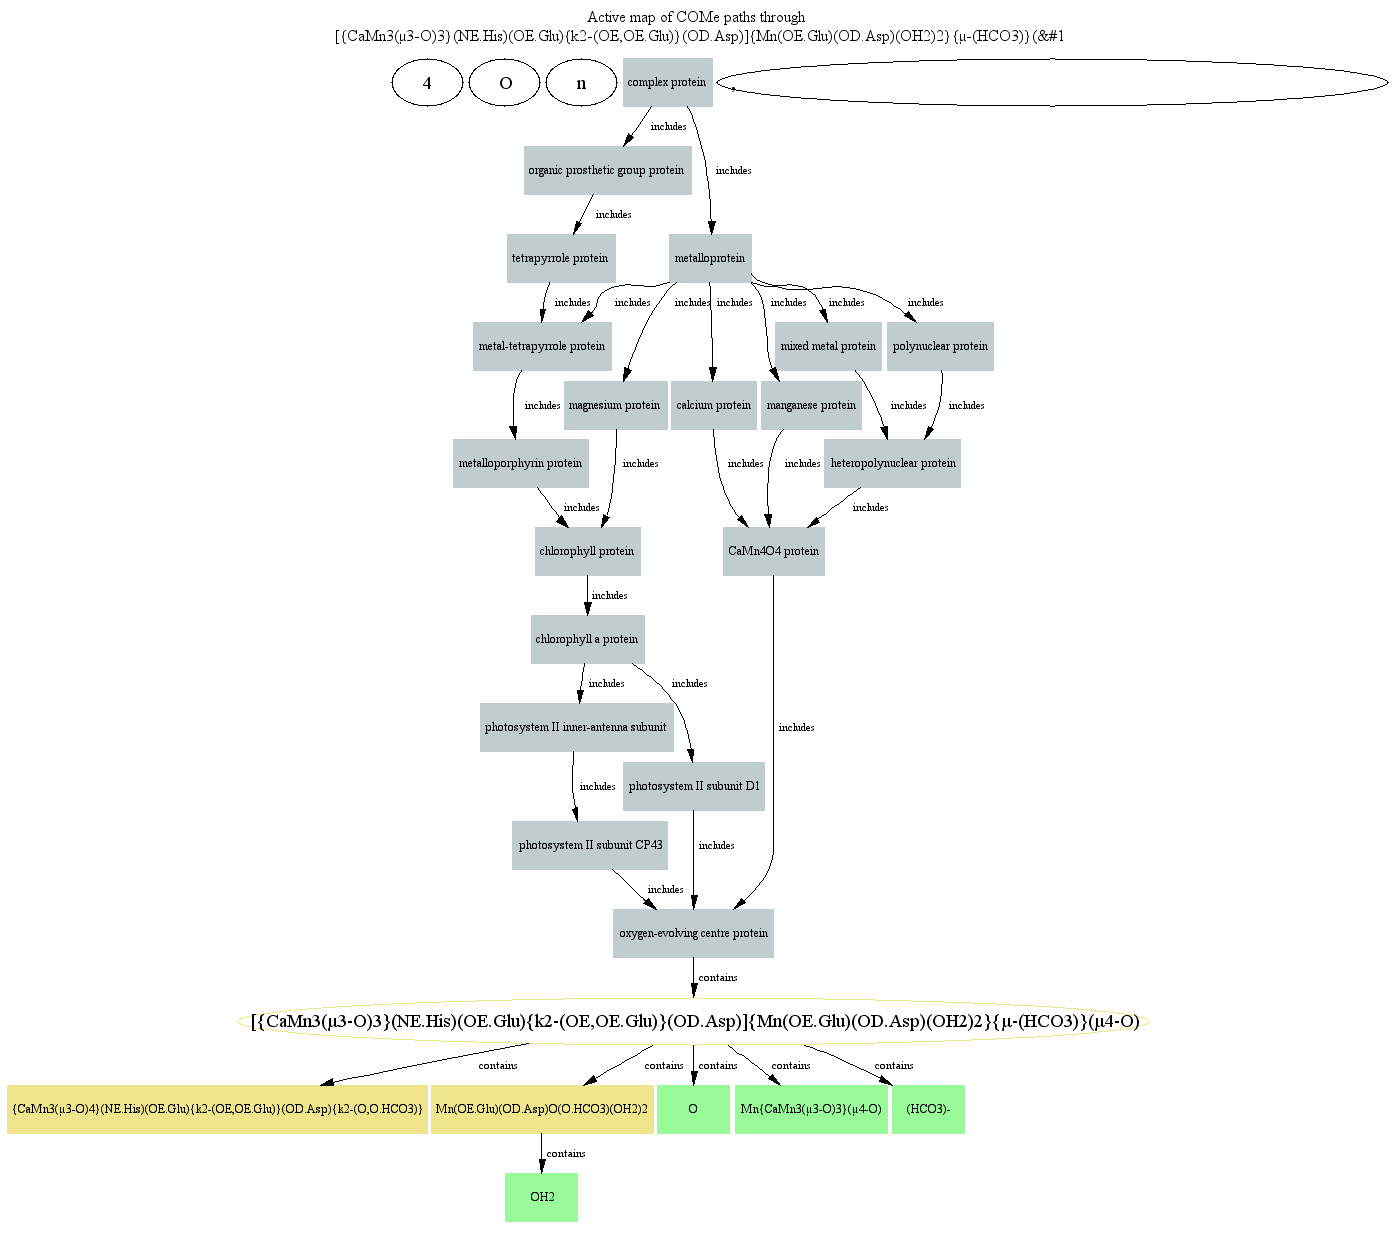 Active map of COMe paths through
[{CaMn3(µ3-O)3}(NE.His)(OE.Glu){k2-(OE,OE.Glu)}(OD.Asp)]{Mn(OE.Glu)(OD.Asp)(OH2)2}{µ-(HCO3)}(&#1
4
O
n
complex protein
;
includes
organic prosthetic group protein
includes
includes
tetrapyrrole protein
metalloprotein
includes
includes
includes
includes
includes
includes
includes
metal-tetrapyrrole protein
mixed metal protein
polynuclear protein
includes
magnesium protein
calcium protein
manganese protein
includes
includes
metalloporphyrin protein
includes
includes
includes
heteropolynuclear protein
includes
includes
chlorophyll protein
CaMn4O4 protein
includes
chlorophyll a protein
includes
includes
photosystem II inner-antenna subunit
includes
includes
photosystem II subunit D1
photosystem II subunit CP43
includes
includes
oxygen-evolving centre protein
contains
[{CaMn3(µ3-O)3}(NE.His)(OE.Glu){k2-(OE,OE.Glu)}(OD.Asp)]{Mn(OE.Glu)(OD.Asp)(OH2)2}{µ-(HCO3)}(µ4-O)
contains
contains
contains
contains
contains
{CaMn3(µ3-O)4}(NE.His)(OE.Glu){k2-(OE,OE.Glu)}(OD.Asp){k2-(O,O.HCO3)}
Mn(OE.Glu)(OD.Asp)O(O.HCO3)(OH2)2
O
Mn{CaMn3(µ3-O)3}(µ4-O)
(HCO3)-
contains
OH2